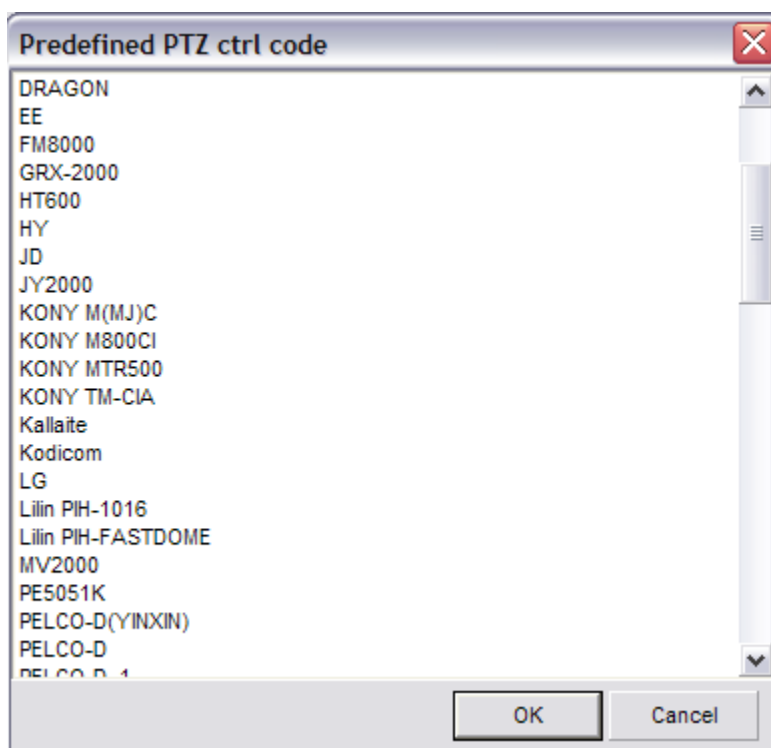 Predefined PTZ ctrl code
DRAGON
EE
FM8000
GRX-2000
HT600
HY
JD
JY2000
KONY M(MJ)C
KONY M800CI
KONY MTR500
KONY TM-CIA
Kallaite
Kodicom
LG
Lilin PIH-1016
Lilin PIH-FASTDOME
MV2000
PE5051K
PELCO-D(YINXIN)
PELCO-D
PELCO-D-1
OK Cancel